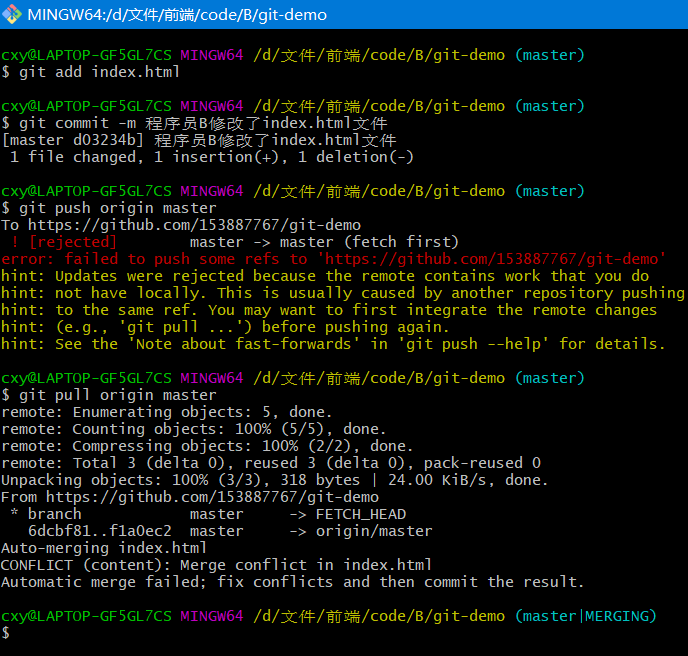 MINGW64:/d/文件/前端/code/B/git-demo
cxy@LAPTOP-GF5GL7CS MINGW64 /d/文件/前端/code/B/git-demo (master)
$ git add index.html
cxy@LAPTOP-GF5GL7CS MINGW64 /d/文件/前端/code/B/git-demo (master)
$ git commit -m 程序员B修改了index.html文件
[master d03234b] 程序员B修改了index.html文件
1 file changed, 1 insertion(+), 1 deletion(-)
cxy@LAPTOP-GF5GL7CS MINGW64 /d/文件/前端/code/B/git-demo (master)
$ git push origin master
To https://github.com/153887767/git-demo
! [rejected]        master -> master (fetch first)
error: failed to push some refs to 'https://github.com/153887767/git-demo'
hint: Updates were rejected because the remote contains work that you do
hint: not have locally. This is usually caused by another repository pushing
hint: to the same ref. You may want to first integrate the remote changes
hint: (e.g., 'git pull ...') before pushing again.
hint: See the 'Note about fast-forwards' in 'git push --help' for details.
cxy@LAPTOP-GF5GL7CS MINGW64 /d/文件/前端/code/B/git-demo (master)
$ git pull origin master
remote: Enumerating objects: 5, done.
remote: Counting objects: 100% (5/5), done.
remote: Compressing objects: 100% (2/2), done.
remote: Total 3 (delta 0), reused 3 (delta 0), pack-reused 0
Unpacking objects: 100% (3/3), 318 bytes | 24.00 KiB/s, done.
From https://github.com/153887767/git-demo
* branch            master     -> FETCH_HEAD
6dcbf81..f1a0ec2  master     -> origin/master
Auto-merging index.html
CONFLICT (content): Merge conflict in index.html
Automatic merge failed; fix conflicts and then commit the result.
cxy@LAPTOP-GF5GL7CS MINGW64 /d/文件/前端/code/B/git-demo (master|MERGING)
$